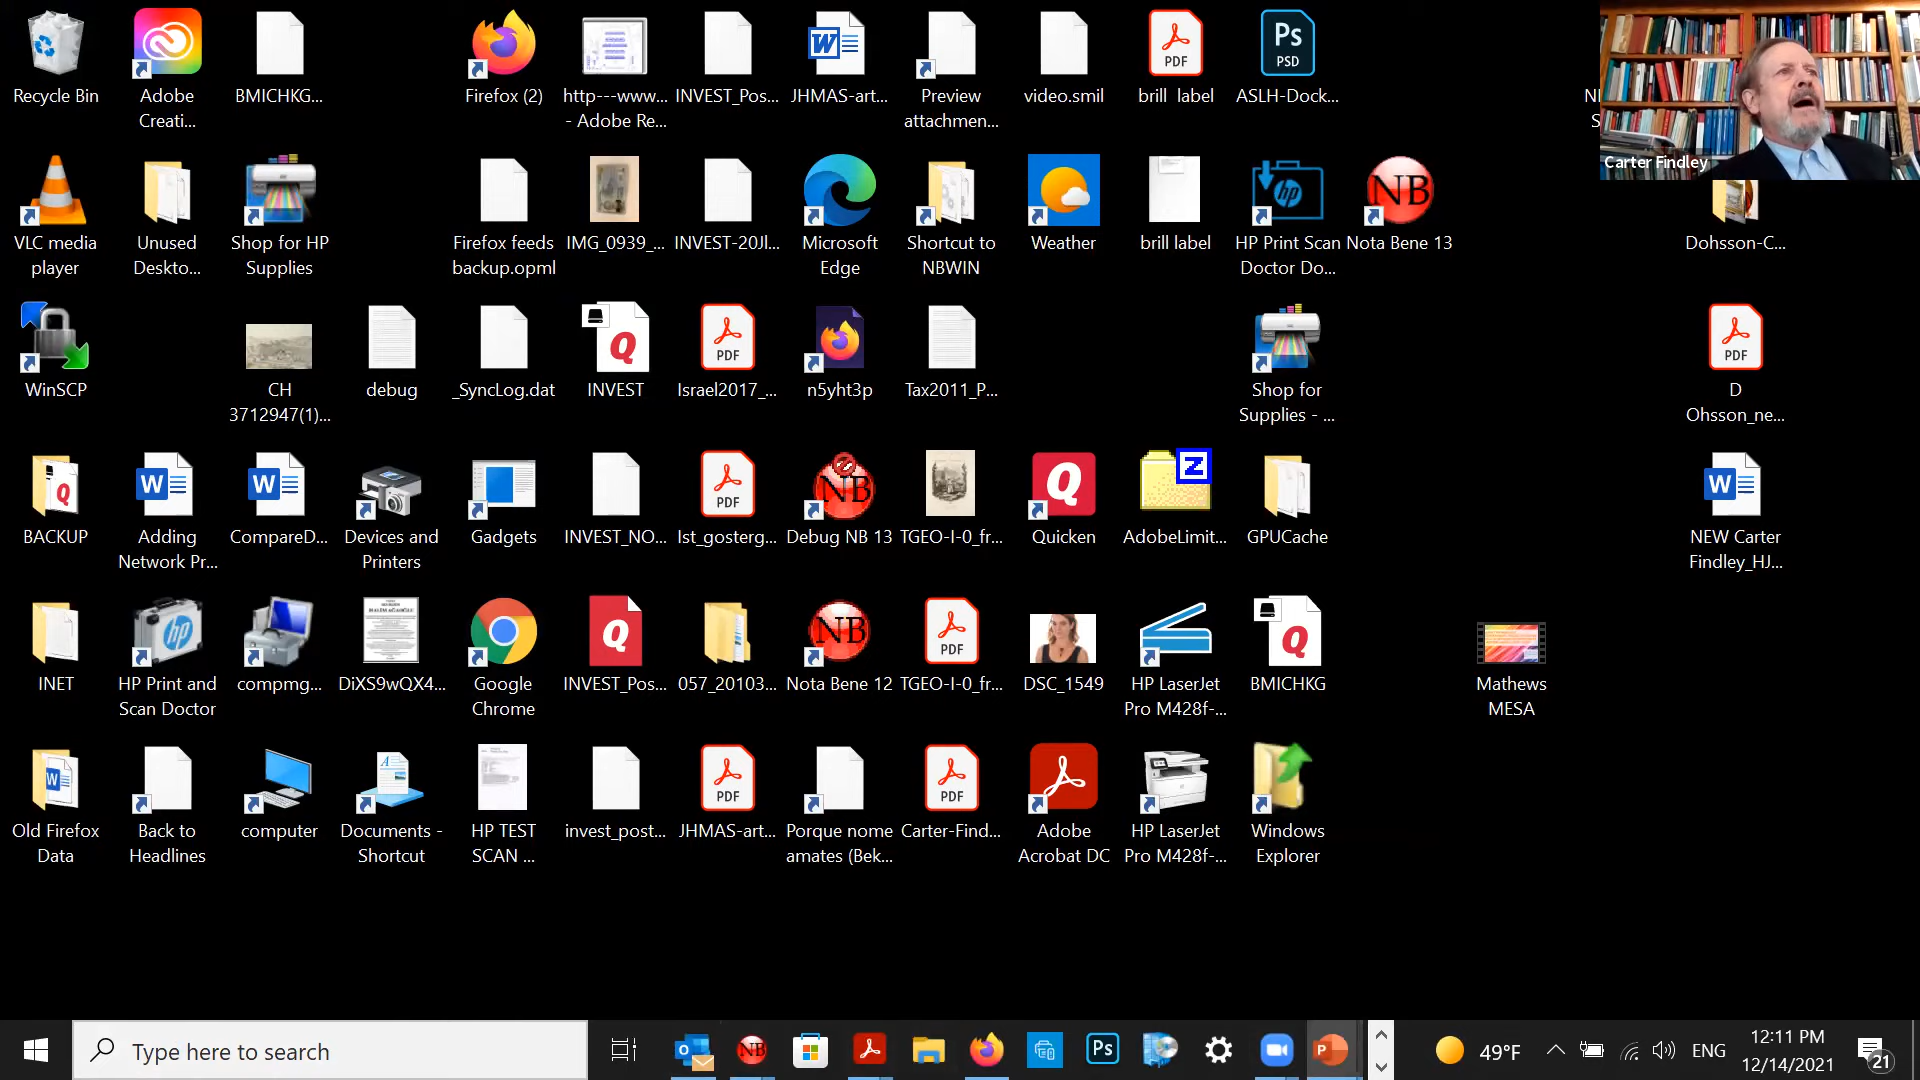 Recycle Bin
Adobe
Creati...
BMICHKG...
Firefox (2)
http---www...
- Adobe Re...
INVEST_Pos...
JHMAS-art...
Preview
attachmen...
video.smil
brill label
ASLH-Dock...
Carter Findley
VLC media
player
Unused
Deskto...
Shop for HP
Supplies
Firefox feeds
backup.opml
IMG_0939_...
INVEST-20Jl...
Microsoft
Edge
Shortcut to
NBWIN
Weather
brill label
HP Print Scan
Doctor Do...
Nota Bene 13
Dohsson-C...
WinSCP
CH
3712947(1)...
debug
_SyncLog.dat
INVEST
Israel2017_...
n5yht3p
Tax2011_P...
Shop for
Supplies - ...
D
Ohsson_ne...
BACKUP
Adding
Network Pr...
CompareD...
Devices and
Printers
Gadgets
INVEST_NO...
Ist_gosterg...
Debug NB 13
TGEO-I-0_fr...
Quicken
AdobeLimit...
GPUCache
NEW Carter
Findley_HJ...
INET
HP Print and
Scan Doctor
compmg...
DiXS9wQX4...
Google
Chrome
INVEST_Pos...
057_20103...
Nota Bene 12
TGEO-I-0_fr...
DSC_1549
HP LaserJet
Pro M428f-...
BMICHKG
Mathews
MESA
Old Firefox
Data
Back to
Headlines
computer
Documents -
Shortcut
HP TEST
SCAN ...
invest_post...
JHMAS-art...
Porque nome
amates (Bek...
Carter-Find...
Adobe
Acrobat DC
HP LaserJet
Pro M428f-...
Windows
Explorer
Type here to search
49°F
ENG
12:11 PM
12/14/2021
21